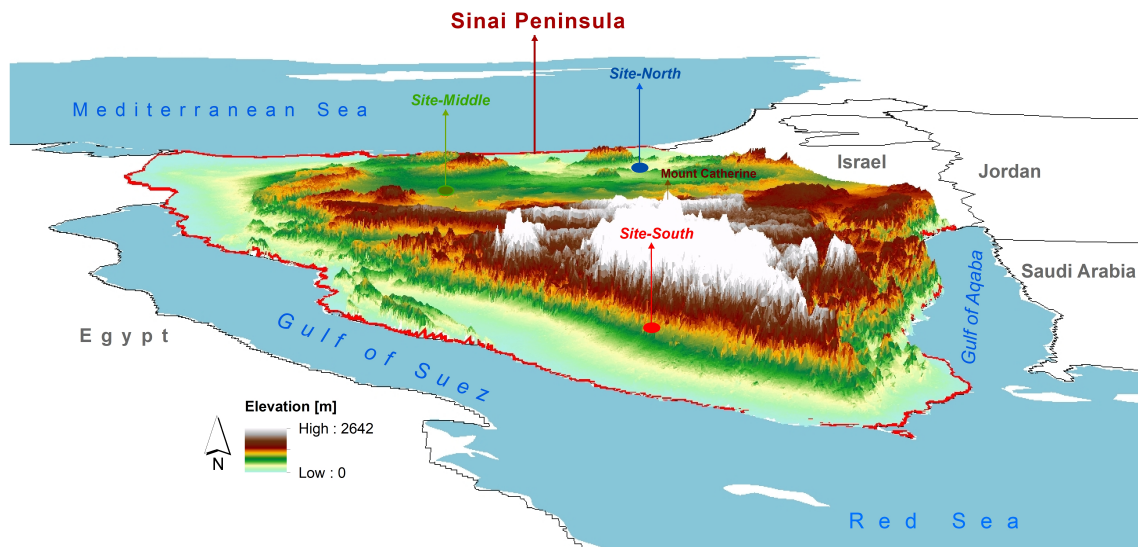 Sinai Peninsula
Site-North
Site-Middle
Mediterranean Sea
Israel
Jordan
Mount Catherine
Site-South
Saudi Arabia
Gulf of Aqaba
Egypt
Gulf of Suez
Elevation [m]
High : 2642
Low : 0
N
Red Sea